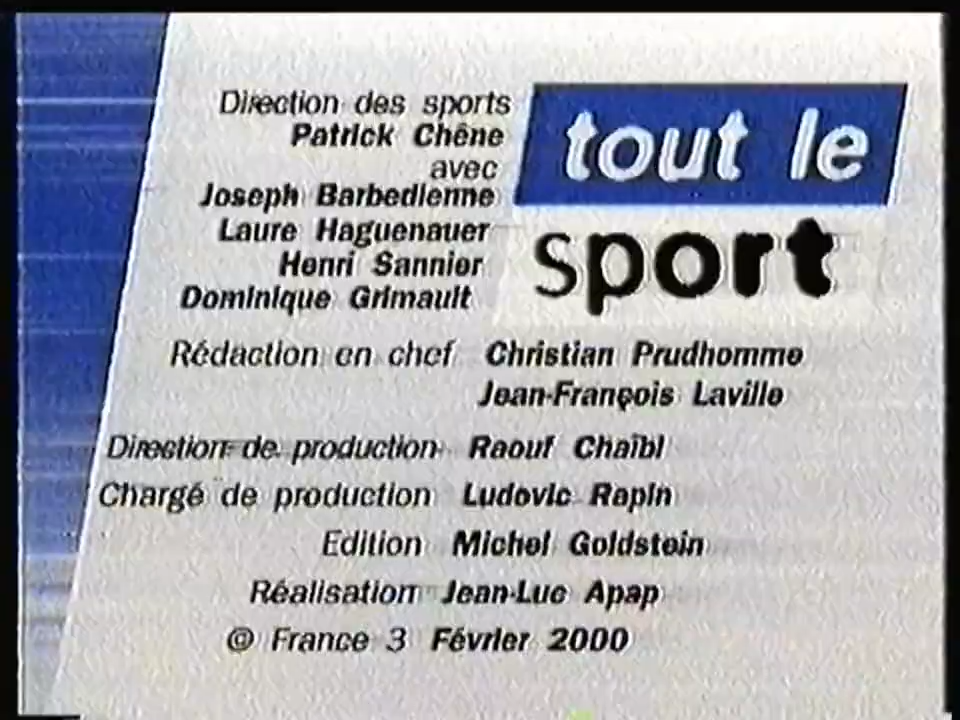 Direction des sports
Patrick Chêne
avec
Joseph Barbedienne
Laure Haguenauer
Henri Sannier
Dominique Grimault
tout le
sport
Rédaction en chef Christian Prudhomme
Jean-François Laville
Direction de production Raouf Chaïbi
Chargé de production Ludovic Rapin
Edition Michel Goldstein
Réalisation Jean-Luc Apap
© France 3 Février 2000